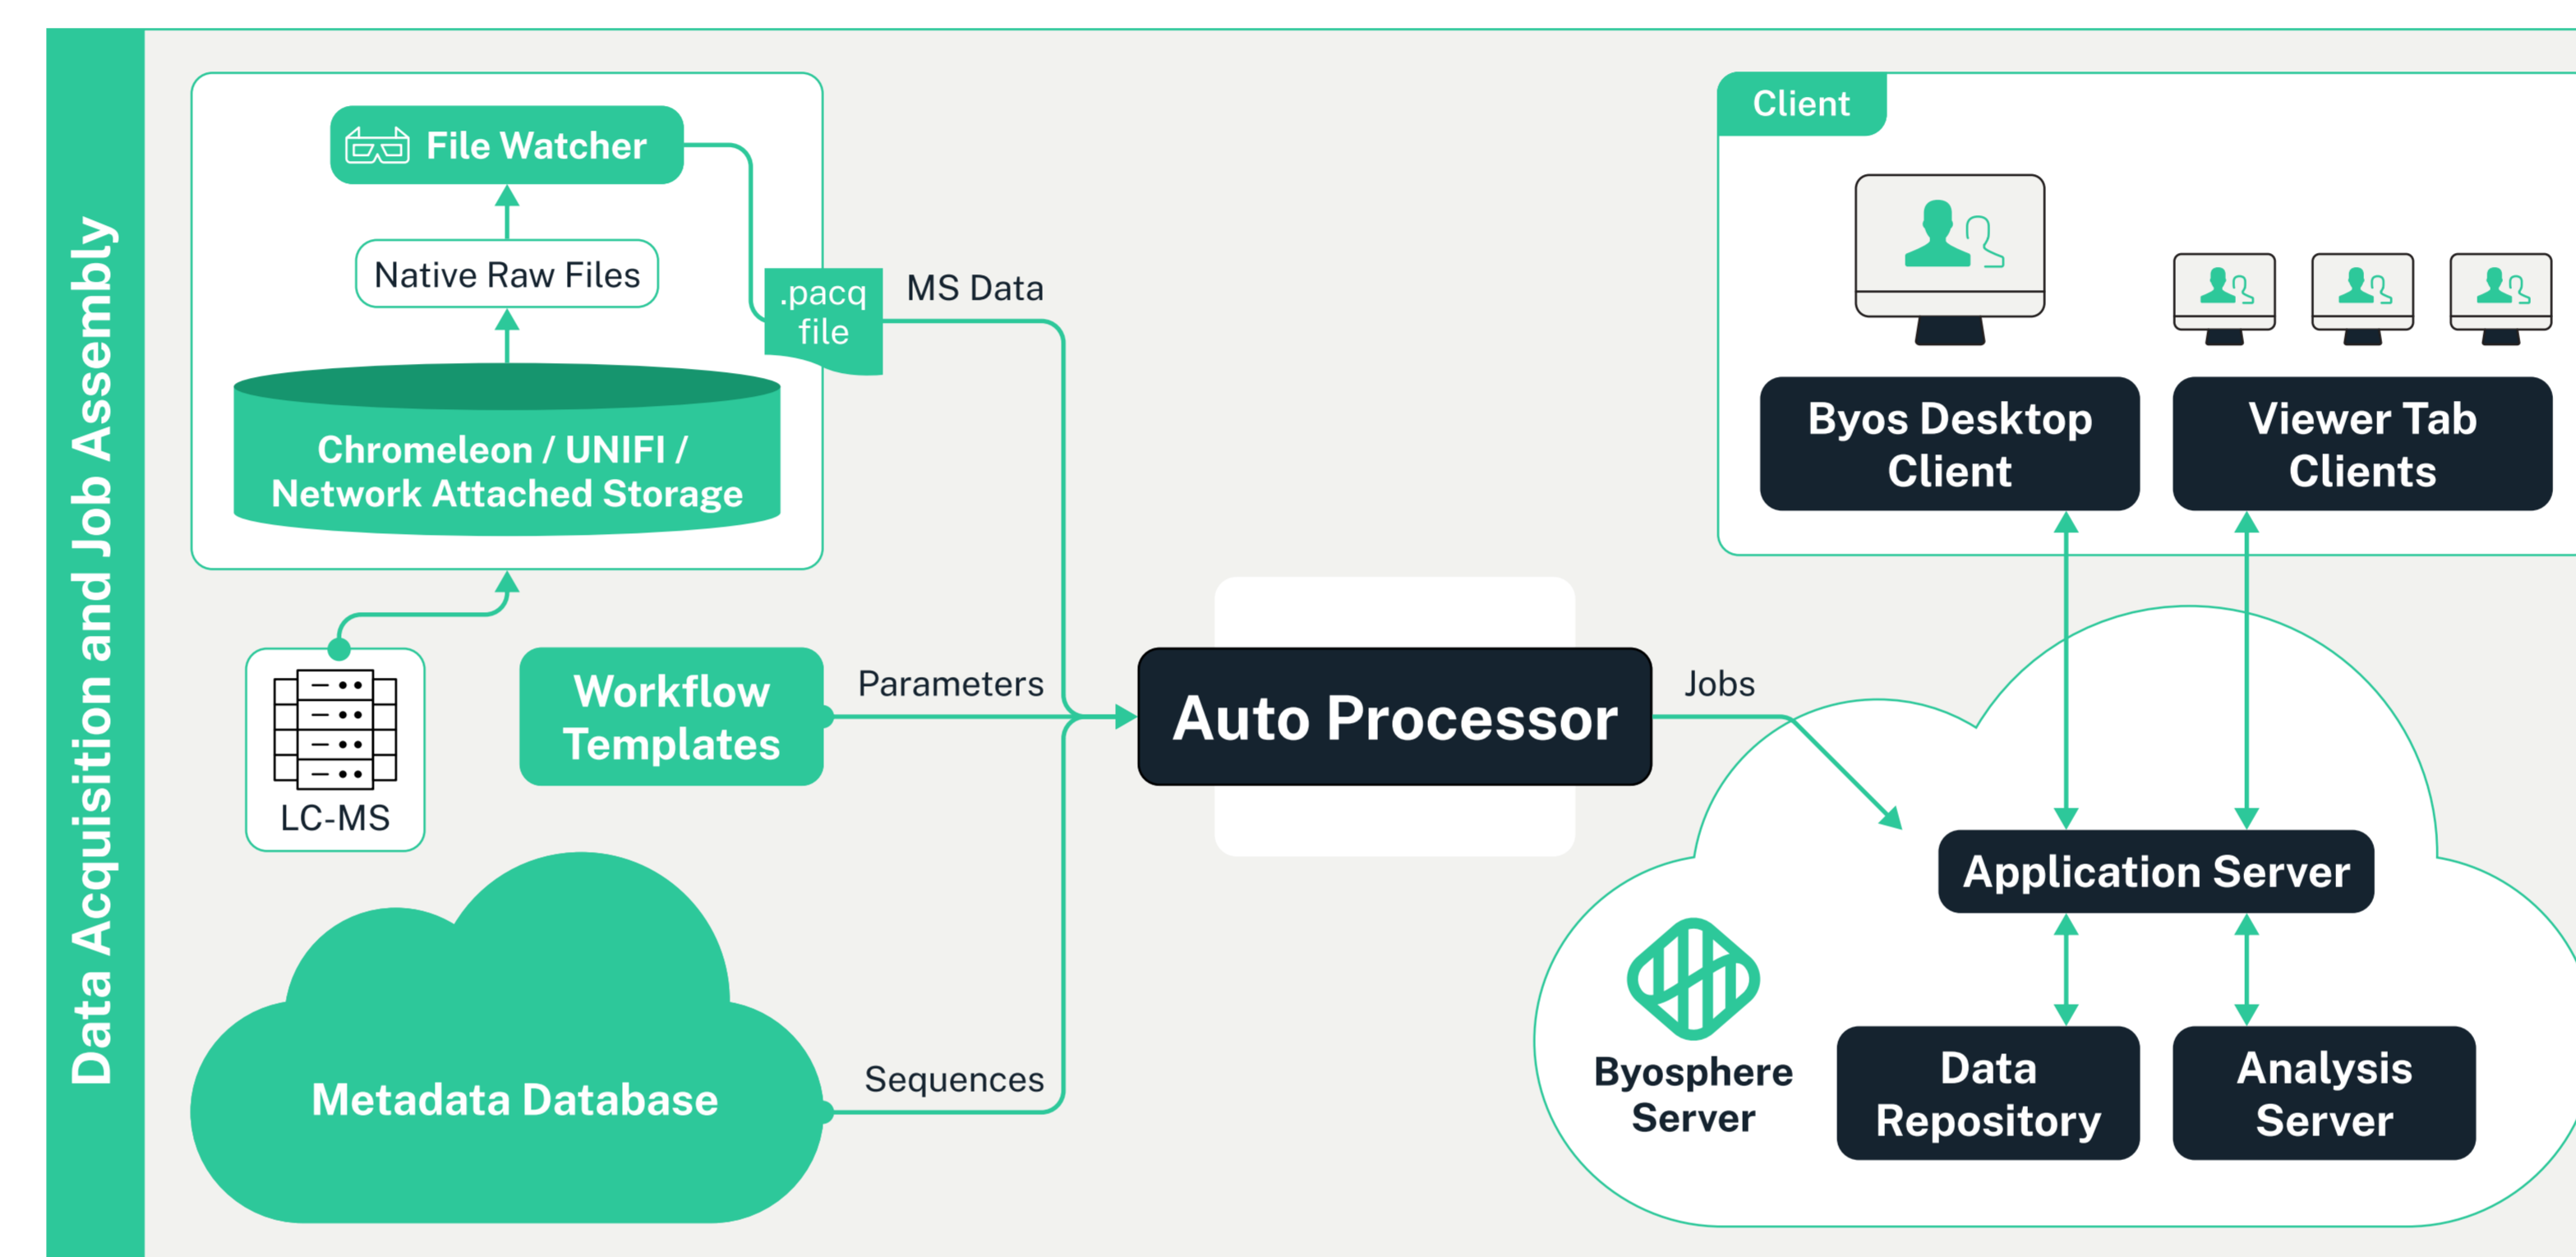 Data Acquisition and Job Assembly
File Watcher
Native Raw Files
.pacq
file
MS Data
Chromeleon / UNIFI /
Network Attached Storage
LC-MS
Workflow
Templates
Parameters
Metadata Database
Sequences
Auto Processor
Jobs
Client
Byos Desktop
Client
Viewer Tab
Clients
Application Server
Byosphere
Server
Data
Repository
Analysis
Server